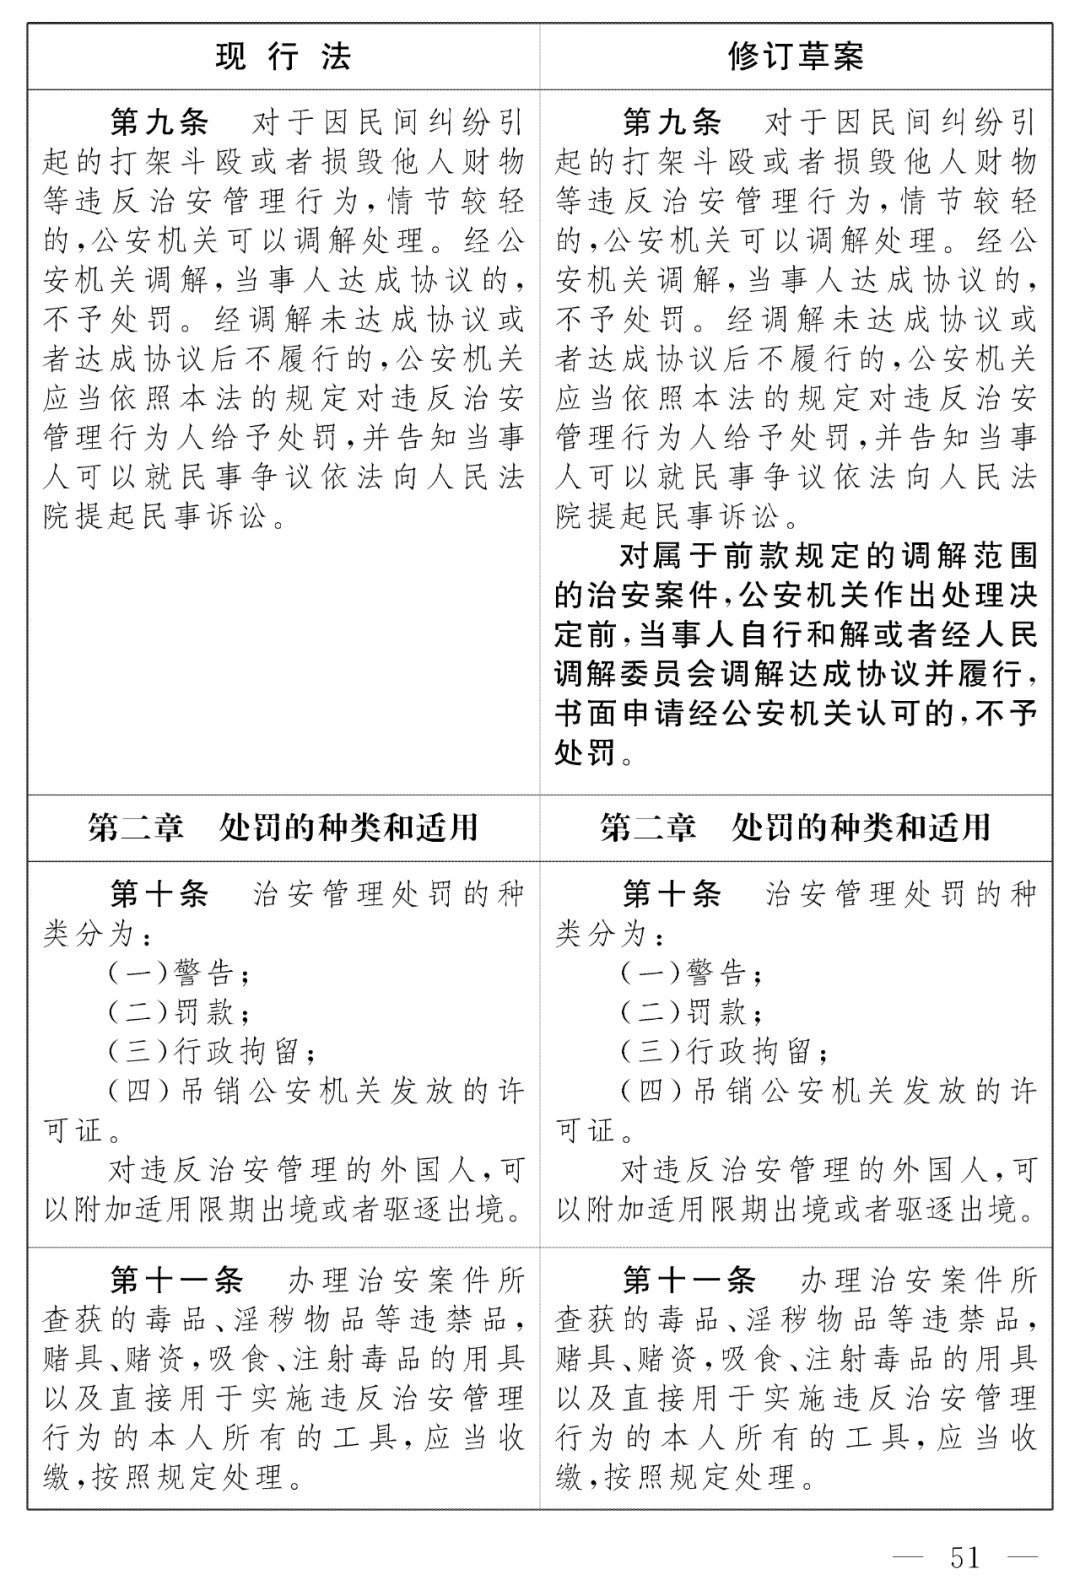 现行法
修订草案
第九条 对于因民间纠纷引
起的打架斗殴或者损毁他人财物
等违反治安管理行为,情节较轻
的,公安机关可以调解处理。经公
安机关调解,当事人达成协议的,
不予处罚。经调解未达成协议或
者达成协议后不履行的,公安机关
应当依照本法的规定对违反治安
管理行为人给予处罚,并告知当事
人可以就民事争议依法向人民法
院提起民事诉讼。
第九条 对于因民间纠纷引
起的打架斗殴或者损毁他人财物
等违反治安管理行为,情节较轻
的,公安机关可以调解处理。经公
安机关调解,当事人达成协议的,
不予处罚。经调解未达成协议或
者达成协议后不履行的,公安机关
应当依照本法的规定对违反治安
管理行为人给予处罚,并告知当事
人可以就民事争议依法向人民法
院提起民事诉讼。
对属于前款规定的调解范围
的治安案件,公安机关作出处理决
定前,当事人自行和解或者经人民
调解委员会调解达成协议并履行,
书面申请经公安机关认可的,不予
处罚。
第二章 处罚的种类和适用
第二章 处罚的种类和适用
第十条 治安管理处罚的种
类分为:
(一)警告;
(二)罚款;
(三)行政拘留;
(四)吊销公安机关发放的许
可证。
对违反治安管理的外国人,可
以附加适用限期出境或者驱逐出境。
第十条 治安管理处罚的种
类分为:
(一)警告;
(二)罚款;
(三)行政拘留;
(四)吊销公安机关发放的许
可证。
对违反治安管理的外国人,可
以附加适用限期出境或者驱逐出境。
第十一条 办理治安案件所
查获的毒品、淫秽物品等违禁品,
赌具、赌资,吸食、注射毒品的用具
以及直接用于实施违反治安管理
行为的本人所有的工具,应当收
缴,按照规定处理。
第十一条 办理治安案件所
查获的毒品、淫秽物品等违禁品,
赌具、赌资,吸食、注射毒品的用具
以及直接用于实施违反治安管理
行为的本人所有的工具,应当收
缴,按照规定处理。
— 51 —